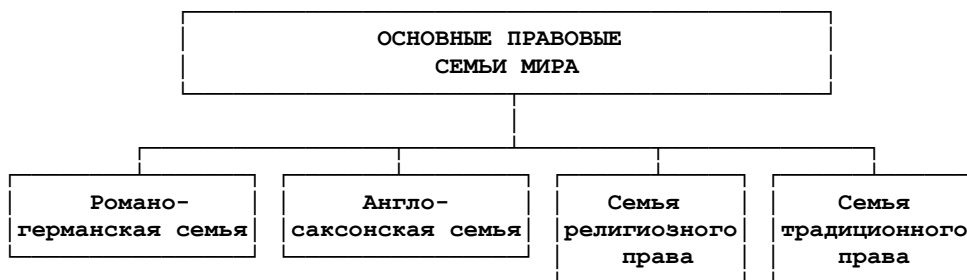 ОСНОВНЫЕ ПРАВОВЫЕ
СЕМЬИ МИРА
Романо-
германская семья
Англо-
саксонская семья
Семья
религиозного
права
Семья
традиционного
права